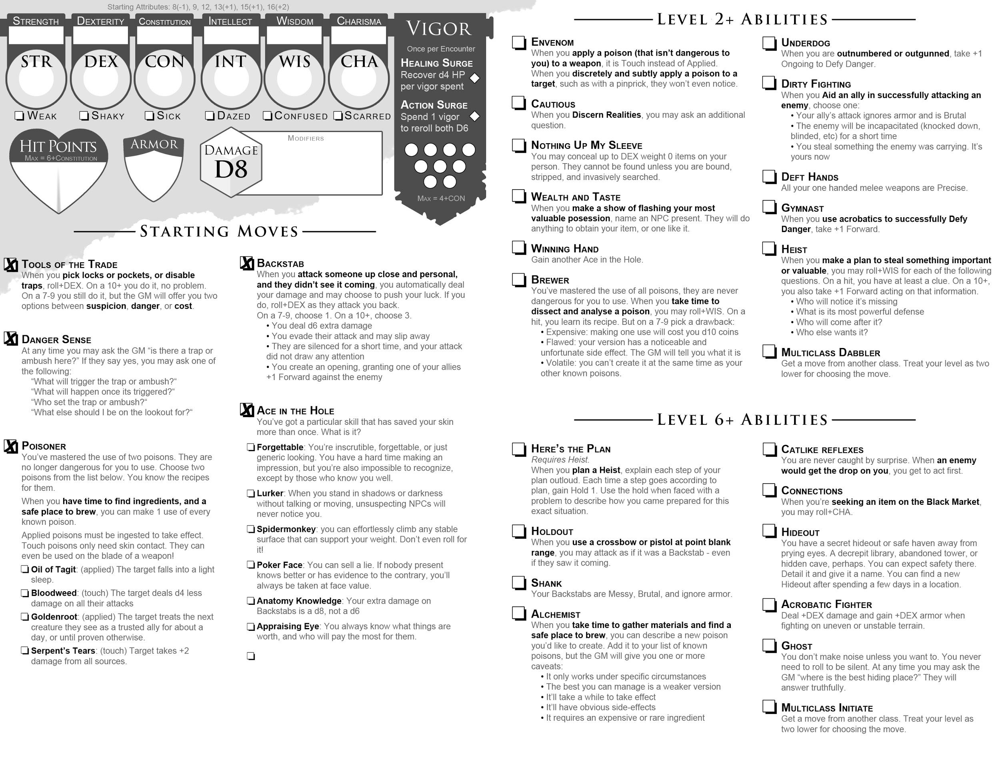 Starting Attributes: 8(-1), 9, 12, 13(+1), 15(+1), 16(+2)
Strength Dexterity Constitution Intellect Wisdom Charisma
STR DEX CON INT WIS CHA
Weak Shaky Sick Dazed Confused Scarred
Hit Points
Max = 6+Constitution
Armor
Damage
D8
Modifiers
Vigor
Once per Encounter
Healing Surge
Recover d4 HP
per vigor spent
Action Surge
Spend 1 vigor
to reroll both D6
Max = 4+CON
Starting Moves
Tools of the Trade
When you pick locks or pockets, or disable
traps, roll+DEX. On a 10+ you do it, no problem.
On a 7-9 you still do it, but the GM will offer you two
options between suspicion, danger, or cost.
Danger Sense
At any time you may ask the GM “is there a trap or
ambush here?” If they say yes, you may ask one of
the following:
“What will trigger the trap or ambush?“
“What will happen once its triggered?“
“Who set the trap or ambush?“
“What else should I be on the lookout for?“
Poisoner
You’ve mastered the use of two poisons. They are
no longer dangerous for you to use. Choose two
poisons from the list below. You know the recipes
for them.
When you have time to find ingredients, and a
safe place to brew, you can make 1 use of every
known poison.
Applied poisons must be ingested to take effect.
Touch poisons only need skin contact. They can
even be used on the blade of a weapon!
Oil of Tagit: (applied) The target falls into a light
sleep.
Bloodweed: (touch) The target deals d4 less
damage on all their attacks
Goldenroot: (applied) The target treats the next
creature they see as a trusted ally for about a
day, or until proven otherwise.
Serpent’s Tears: (touch) Target takes +2
damage from all sources.
Backstab
When you attack someone up close and personal,
and they didn’t see it coming, you automatically deal
your damage and may choose to push your luck. If you
do, roll+DEX as they attack you back.
On a 7-9, choose 1. On a 10+, choose 3.
• You deal d6 extra damage
• You evade their attack and may slip away
• They are silenced for a short time, and your attack
did not draw any attention
• You create an opening, granting one of your allies
+1 Forward against the enemy
Ace in the Hole
You’ve got a particular skill that has saved your skin
more than once. What is it?
Forgettable: You’re inscrutible, forgettable, or just
generic looking. You have a hard time making an
impression, but you’re also impossible to recognize,
except by those who know you well.
Lurker: When you stand in shadows or darkness
without talking or moving, unsuspecting NPCs will
never notice you.
Spidermonkey: you can effortlessly climb any stable
surface that can support your weight. Don’t even roll for
it!
Poker Face: You can sell a lie. If nobody present
knows better or has evidence to the contrary, you’ll
always be taken at face value.
Anatomy Knowledge: Your extra damage on
Backstabs is a d8, not a d6
Appraising Eye: You always know what things are
worth, and who will pay the most for them.
Level 2+ Abilities
Envenom
When you apply a poison (that isn’t dangerous to
you) to a weapon, it is Touch instead of Applied.
When you discretely and subtly apply a poison to a
target, such as with a pinprick, they won’t even notice.
Cautious
When you Discern Realities, you may ask an additional
question.
Nothing Up My Sleeve
You may conceal up to DEX weight 0 items on your
person. They cannot be found unless you are bound,
stripped, and invasively searched.
Wealth and Taste
When you make a show of flashing your most
valuable posession, name an NPC present. They will do
anything to obtain your item, or one like it.
Winning Hand
Gain another Ace in the Hole.
Brewer
You’ve mastered the use of all poisons, they are never
dangerous for you to use. When you take time to
dissect and analyse a poison, you may roll+WIS. On a
hit, you learn its recipe. But on a 7-9 pick a drawback:
• Expensive: making one use will cost you d10 coins
• Flawed: your version has a noticeable and
unfortunate side effect. The GM will tell you what it is
• Volatile: you can’t create it at the same time as your
other known poisons.
Underdog
When you are outnumbered or outgunned, take +1
Ongoing to Defy Danger.
Dirty Fighting
When you Aid an ally in successfully attacking an
enemy, choose one:
• Your ally’s attack ignores armor and is Brutal
• The enemy will be incapacitated (knocked down,
blinded, etc) for a short time
• You steal something the enemy was carrying. It’s
yours now
Deft Hands
All your one handed melee weapons are Precise.
Gymnast
When you use acrobatics to successfully Defy
Danger, take +1 Forward.
Heist
When you make a plan to steal something important
or valuable, you may roll+WIS for each of the following
questions. On a hit, you have at least a clue. On a 10+,
you also take +1 Forward acting on that information.
• Who will notice it’s missing
• What is its most powerful defense
• Who will come after it?
• Who else wants it?
Multiclass Dabbler
Get a move from another class. Treat your level as two
lower for choosing the move.
Level 6+ Abilities
Here’s the Plan
Requires Heist.
When you plan a Heist, explain each step of your
plan outloud. Each time a step goes according to
plan, gain Hold 1. Use the hold when faced with a
problem to describe how you came prepared for this
exact situation.
Holdout
When you use a crossbow or pistol at point blank
range, you may attack as if it was a Backstab - even
if they saw it coming.
Shank
Your Backstabs are Messy, Brutal, and ignore armor.
Alchemist
When you take time to gather materials and find a
safe place to brew, you can describe a new poison
you’d like to create. Add it to your list of known
poisons, but the GM will give you one or more
caveats:
• It only works under specific circumstances
• The best you can manage is a weaker version
• It’ll take a while to take effect
• It’ll have obvious side-effects
• It requires an expensive or rare ingredient
Catlike reflexes
You are never caught by surprise. When an enemy
would get the drop on you, you get to act first.
Connections
When you’re seeking an item on the Black Market,
you may roll+CHA.
Hideout
You have a secret hideout or safe haven away from
prying eyes. A decrepit library, abandoned tower, or
hidden cave, perhaps. You can expect safety there.
Detail it and give it a name. You can find a new
Hideout after spending a few days in a location.
Acrobatic Fighter
Deal +DEX damage and gain +DEX armor when
fighting on uneven or unstable terrain.
Ghost
You don’t make noise unless you want to. You never
need to roll to be silent. At any time you may ask the
GM “where is the best hiding place?” They will
answer truthfully.
Multiclass Initiate
Get a move from another class. Treat your level as
two lower for choosing the move.